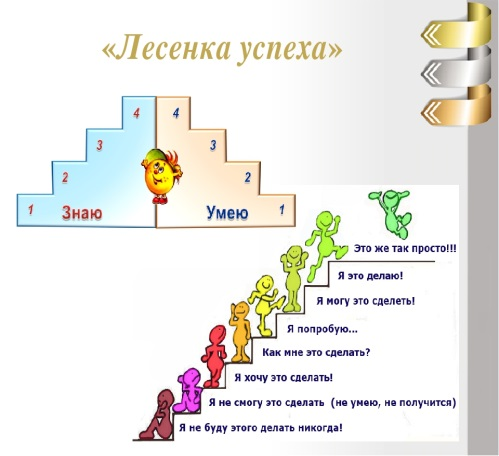 «Лесенка успеха»
4 4
3 3
2 2
1 Знаю Умею 1
Это же так просто!!!
Я это делаю!
Я могу это сделеть!
Я попробую...
Как мне это сделать?
Я хочу это сделать!
Я не смогу это сделать (не умею, не получится)
Я не буду этого делать никогда!